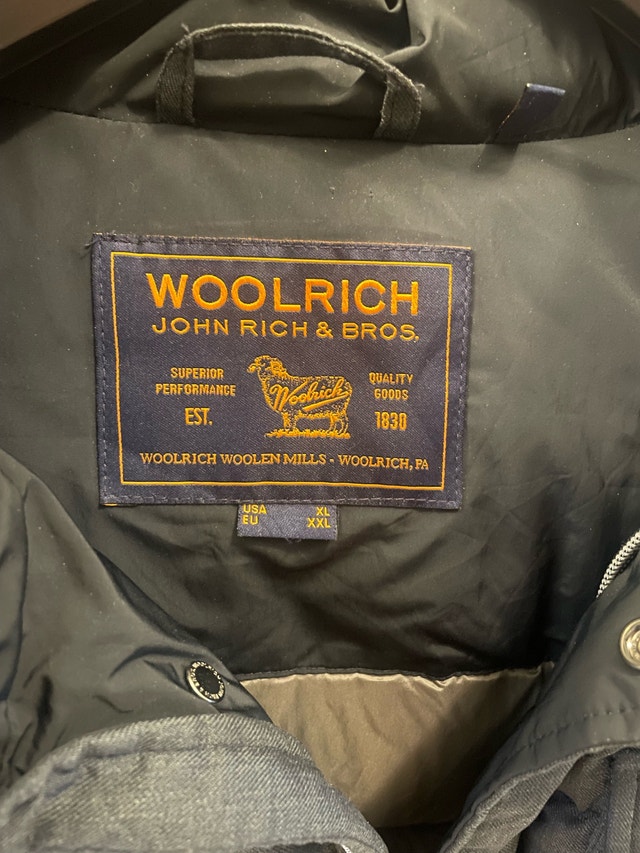 WOOLRICH
JOHN RICH & BROS.
SUPERIOR
PERFORMANCE
EST.
Woolrich
QUALITY
GOODS
1830
WOOLRICH WOOLEN MILLS - WOOLRICH, PA
USA XL
EU XXL